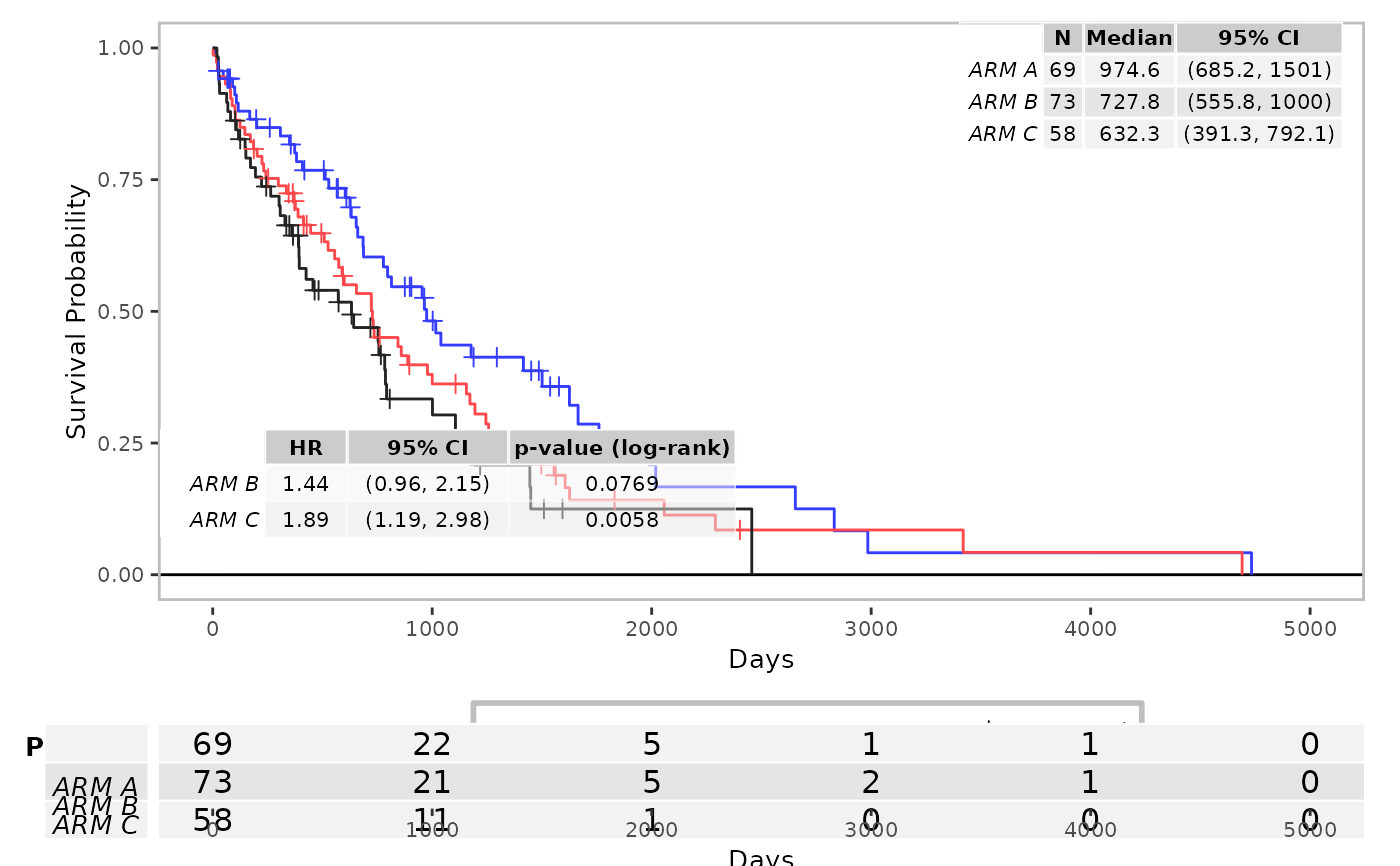 N Median 95% CI
ARM A 69 974.6 (685.2, 1501)
ARM B 73 727.8 (555.8, 1000)
ARM C 58 632.3 (391.3, 792.1)
1.00
0.75
0.50
0.25
0.00
Survival Probability
HR 95% CI p-value (log-rank)
ARM B 1.44 (0.96, 2.15) 0.0769
ARM C 1.89 (1.19, 2.98) 0.0058
0 1000 2000 3000 4000 5000
Days
P
69 22 5 1 1 0
ARM A 73 21 5 2 1 0
ARM B
ARM C 58 11 1 0 0 0
0 1000 2000 3000 4000 5000
Days